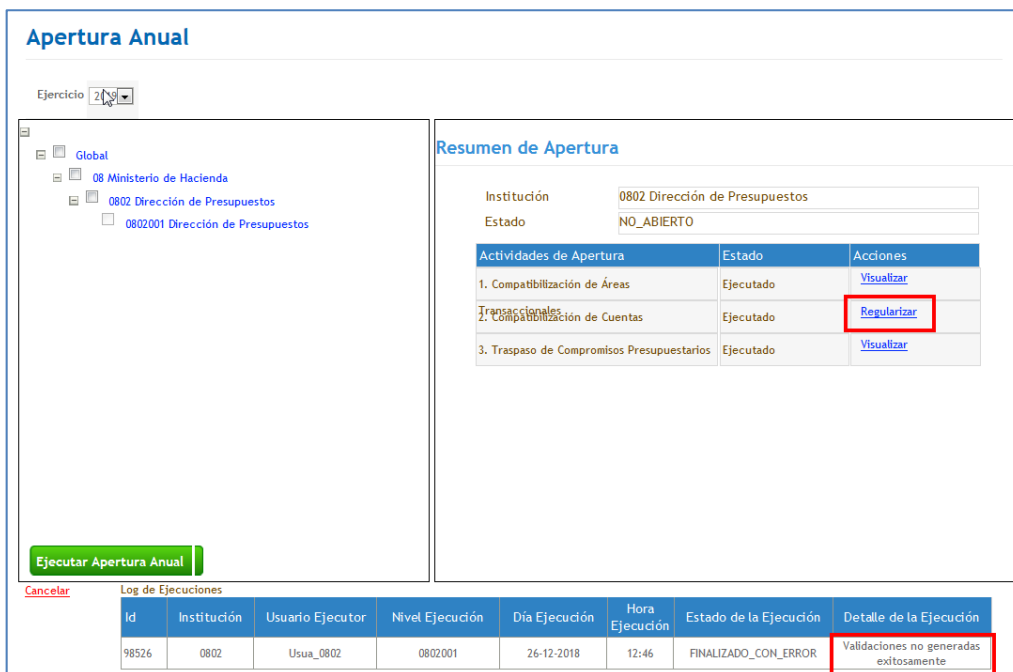 Apertura Anual
Ejercicio
Global
08 Ministerio de Hacienda
0802 Dirección de Presupuestos
0802001 Dirección de Presupuestos
Ejecutar Apertura Anual
Cancelar
Resumen de Apertura
Institución 0802 Dirección de Presupuestos
Estado NO_ABIERTO
Actividades de Apertura Estado Acciones
1. Compatibilización de Áreas Transaccionales Ejecutado Visualizar
2. Compatibilización de Cuentas Ejecutado Regularizar
3. Traspaso de Compromisos Presupuestarios Ejecutado Visualizar
Log de Ejecuciones
Id Institución Usuario Ejecutor Nivel Ejecución Día Ejecución Hora Ejecución Estado de la Ejecución Detalle de la Ejecución
98526 0802 Usua_0802 0802001 26-12-2018 12:46 FINALIZADO_CON_ERROR Validaciones no generadas exitosamente